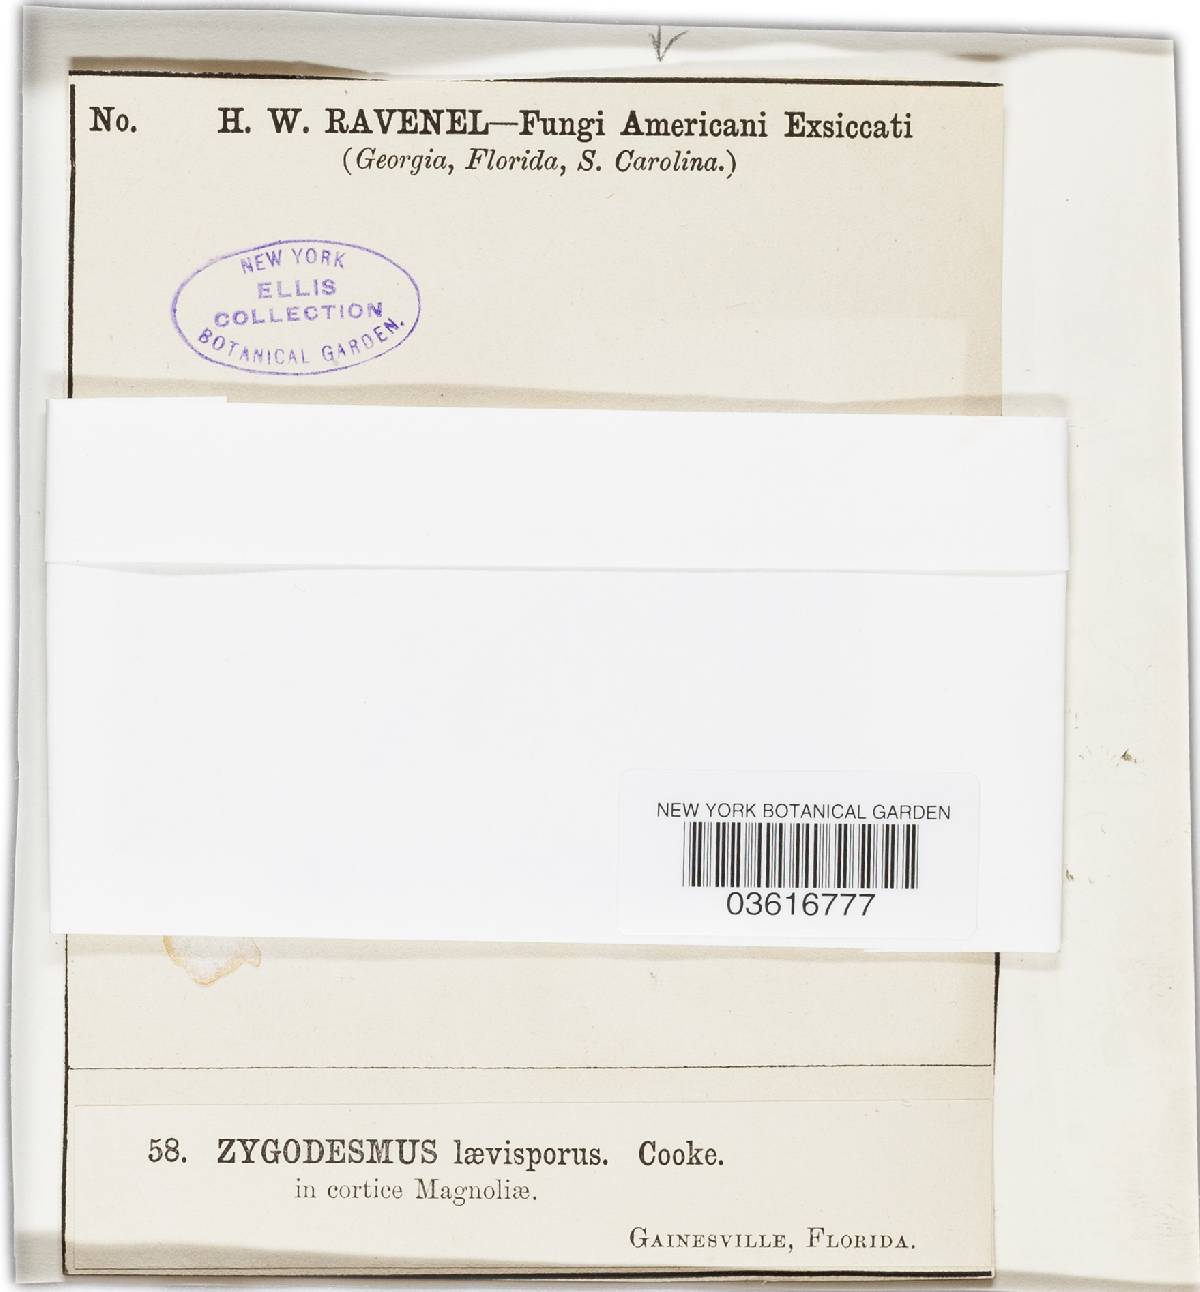 No. H. W. RAVENEL—Fungi Americani Exsiccati
(Georgia, Florida, S. Carolina.)
NEW YORK
ELLIS
COLLECTION
BOTANICAL GARDEN.
NEW YORK BOTANICAL GARDEN
03616777
58. ZYGODESMUS lævisporus. Cooke.
in cortice Magnoliæ.
GAINESVILLE, FLORIDA.